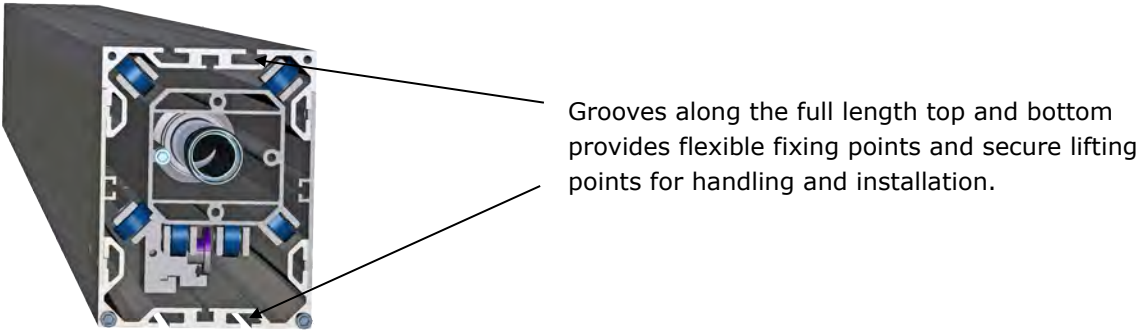 Grooves along the full length top and bottom
provides flexible fixing points and secure lifting
points for handling and installation.